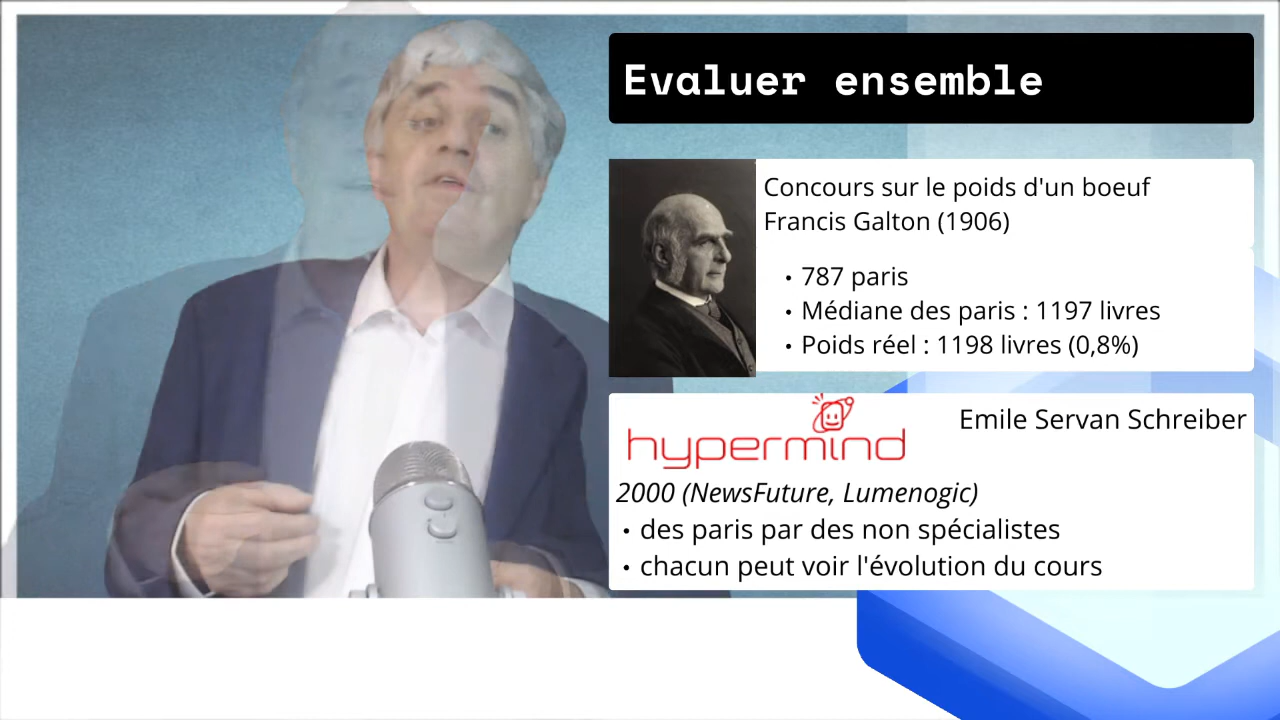 Evaluer ensemble
Concours sur le poids d'un boeuf
Francis Galton (1906)
• 787 paris
• Médiane des paris : 1197 livres
• Poids réel : 1198 livres (0,8%)
hypermind
Emile Servan Schreiber
2000 (NewsFuture, Lumenogic)
• des paris par des non spécialistes
• chacun peut voir l'évolution du cours